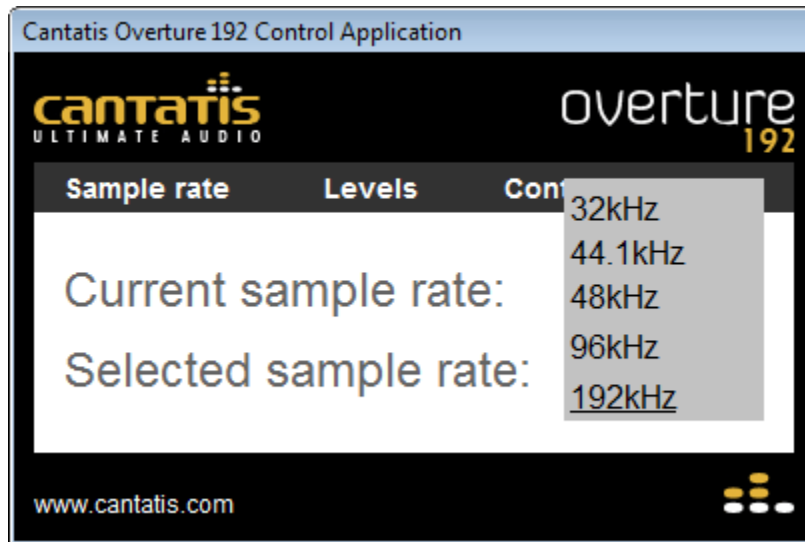 Cantatis Overture 192 Control Application
cantatis
ULTIMATE AUDIO
overture
192
Sample rate Levels
32kHz
44.1kHz
48kHz
96kHz
192kHz
Current sample rate:
Selected sample rate:
www.cantatis.com